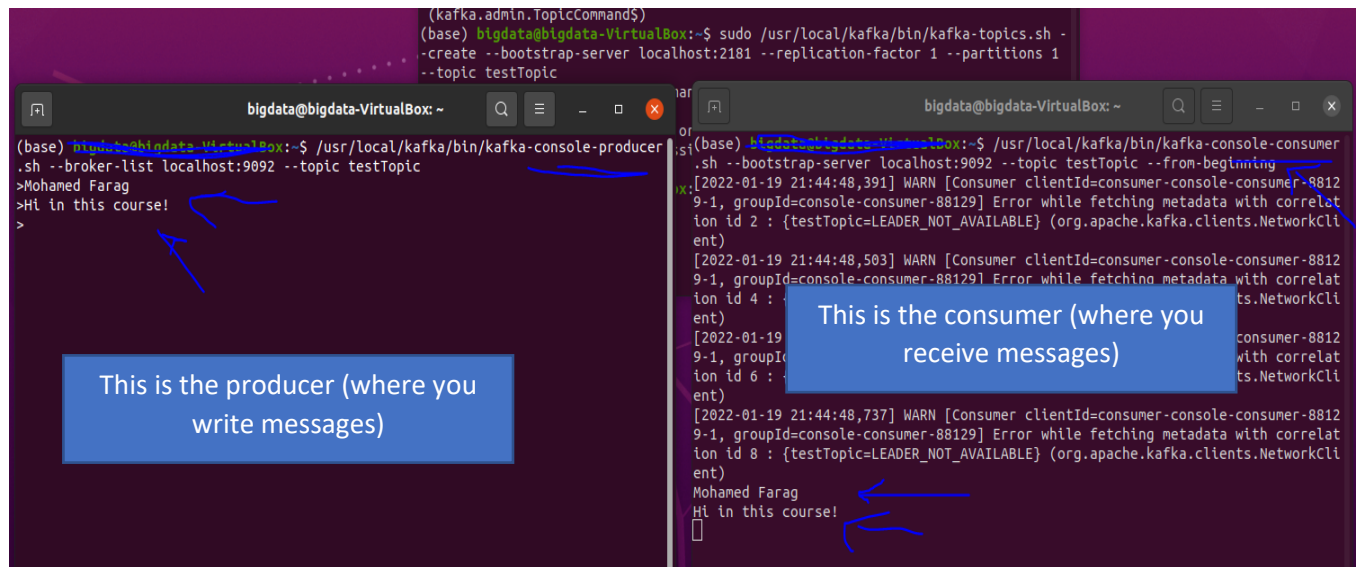 (kafka.admin.TopicCommand$)
(base) bigdata@bigdata-VirtualBox:~$ sudo /usr/local/kafka/bin/kafka-topics.sh -
-create --bootstrap-server localhost:2181 --replication-factor 1 --partitions 1
--topic testTopic
bigdata@bigdata-VirtualBox: ~
(base) bigdata@bigdata-VirtualBox:~$ /usr/local/kafka/bin/kafka-console-producer
.sh --broker-list localhost:9092 --topic testTopic
>Mohamed Farag
>Hi in this course!
>
This is the producer (where you
write messages)
bigdata@bigdata-VirtualBox: ~
(base) bigdata@bigdata-VirtualBox:~$ /usr/local/kafka/bin/kafka-console-consumer
.sh --bootstrap-server localhost:9092 --topic testTopic --from-beginning
[2022-01-19 21:44:48,391] WARN [Consumer clientId=consumer-console-consumer-8812
9-1, groupId=console-consumer-88129] Error while fetching metadata with correlat
ion id 2 : {testTopic=LEADER_NOT_AVAILABLE} (org.apache.kafka.clients.NetworkCli
ent)
[2022-01-19 21:44:48,503] WARN [Consumer clientId=consumer-console-consumer-8812
9-1, groupId=console-consumer-88129] Error while fetching metadata with correlat
ion id 4 : ts.NetworkCli
ent)
[2022-01-19 consumer-8812
9-1, groupId with correlat
ion id 6 : ts.NetworkCli
ent)
[2022-01-19 21:44:48,737] WARN [Consumer clientId=consumer-console-consumer-8812
9-1, groupId=console-consumer-88129] Error while fetching metadata with correlat
ion id 8 : {testTopic=LEADER_NOT_AVAILABLE} (org.apache.kafka.clients.NetworkCli
ent)
Mohamed Farag
Hi in this course!
This is the consumer (where you
receive messages)